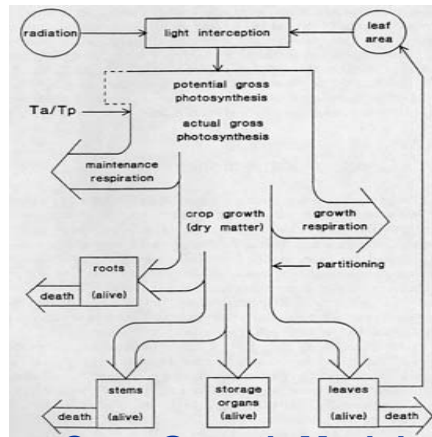 radiation
light interception
leaf
area
potential gross
photosynthesis
Ta/Tp
actual gross
photosynthesis
maintenance
respiration
crop growth
(dry matter)
growth
respiration
partitioning
roots
(alive)
death
stems
(alive)
death
storage
organs
(alive)
leaves
(alive)
death